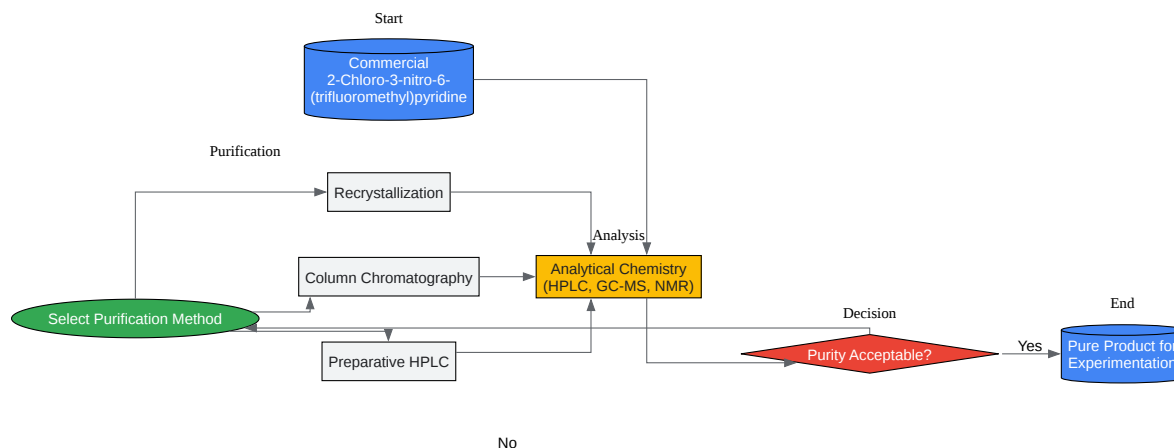 Start
Commercial
2-Chloro-3-nitro-6-
(trifluoromethyl)pyridine
Purification
Recrystallization
Analysis
Column Chromatography
Analytical Chemistry
(HPLC, GC-MS, NMR)
Select Purification Method
Preparative HPLC
Decision
Purity Acceptable?
Yes
End
Pure Product for
Experimentation
No